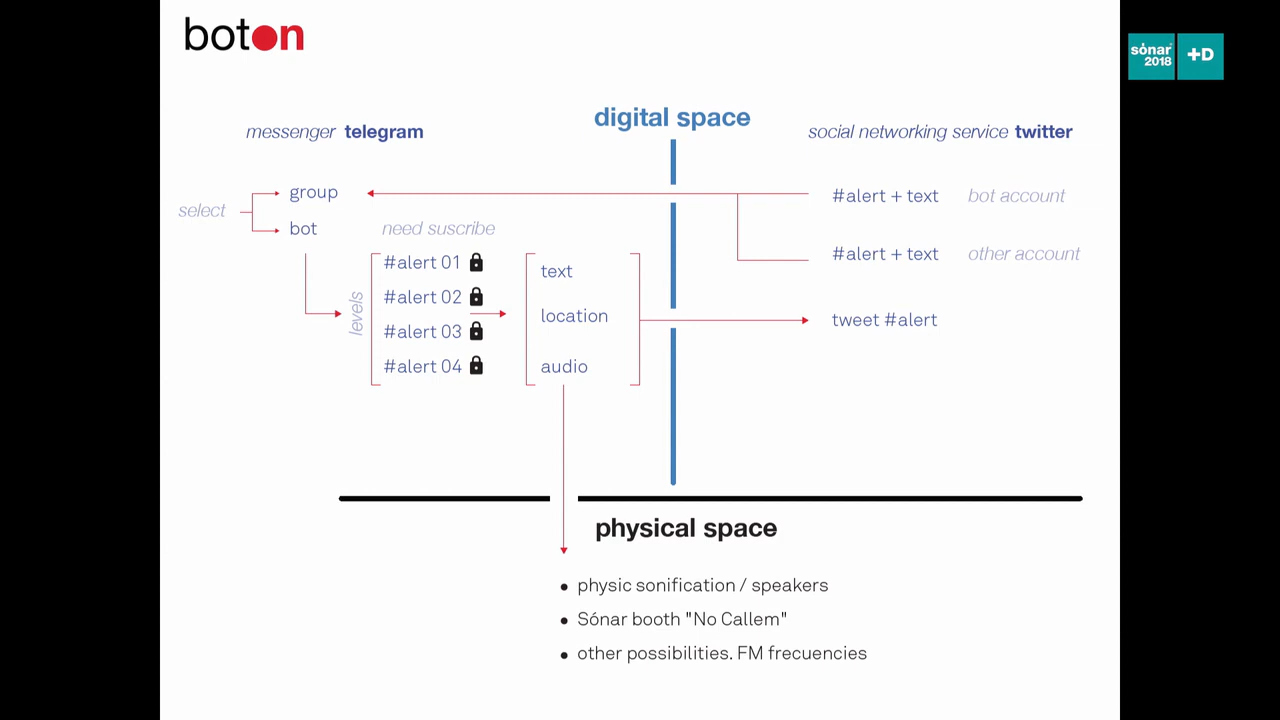 boton
sónar
2018
+D
digital space
messenger telegram
social networking service twitter
select
group
bot
need suscribe
#alert + text bot account
#alert + text other account
levels
#alert 01
#alert 02
#alert 03
#alert 04
text
location
audio
tweet #alert
physical space
• physic sonification / speakers
• Sónar booth "No Callem"
• other possibilities. FM frecuencies